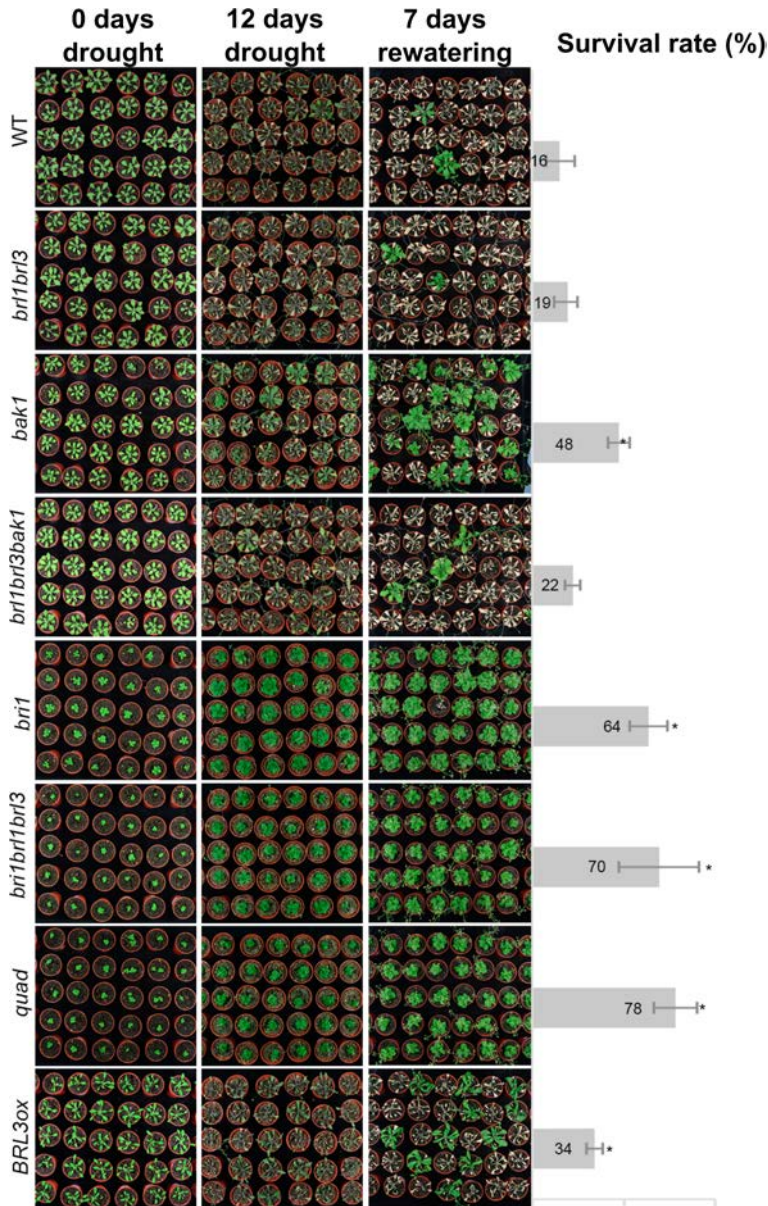 0 days
drought
12 days
drought
7 days
rewatering
Survival rate (%)
WT
16
brl1brl3
19
bak1
48
*
brl1brl3bak1
22
bri1
64
*
bri1brl1brl3
70
*
quad
78
*
BRL3ox
34
*